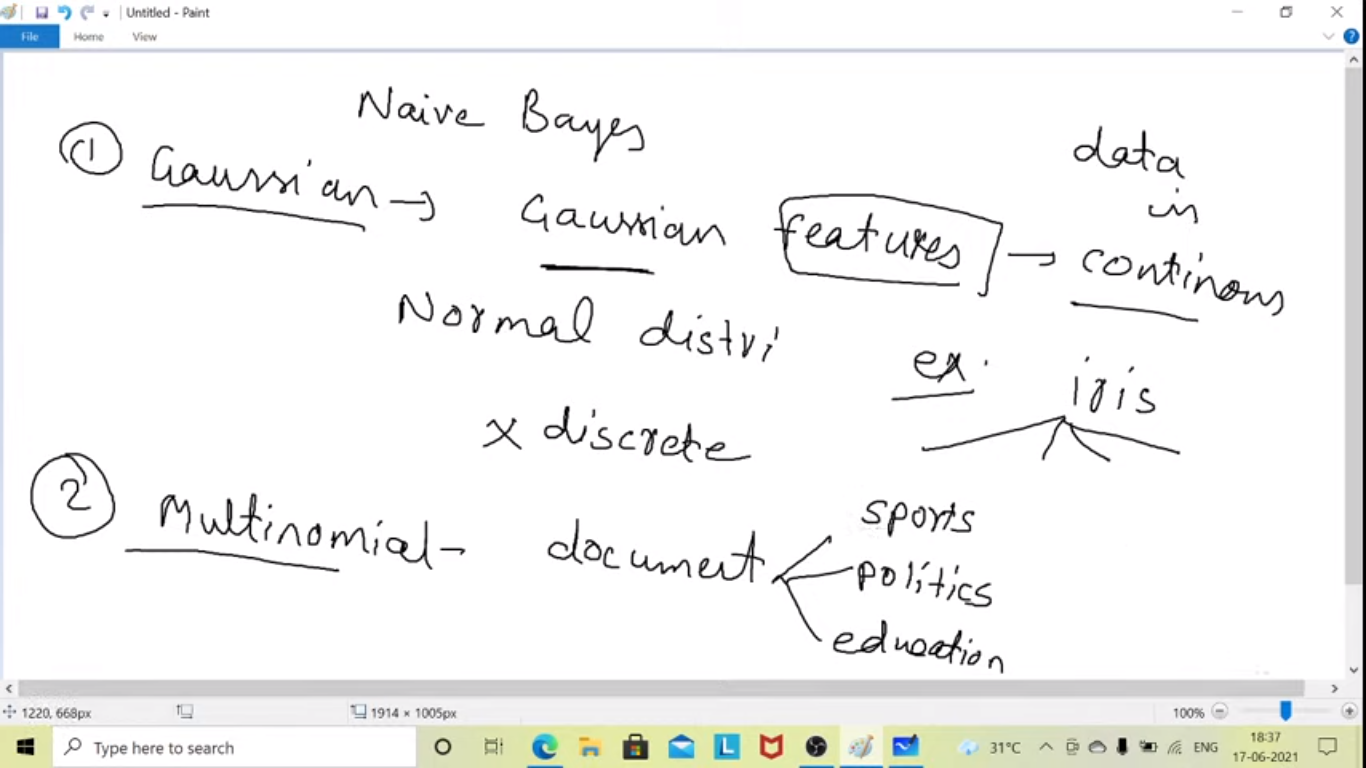 Untitled - Paint
File Home View
Naive Bayes
1 Gaussian → Gaussian features → data in continous
Normal distri
ex. iris
x discrete
2 Multinomial - document
sports
politics
education
1220, 668px
1914 × 1005px
100%
Type here to search
31°C
ENG
18:37
17-06-2021